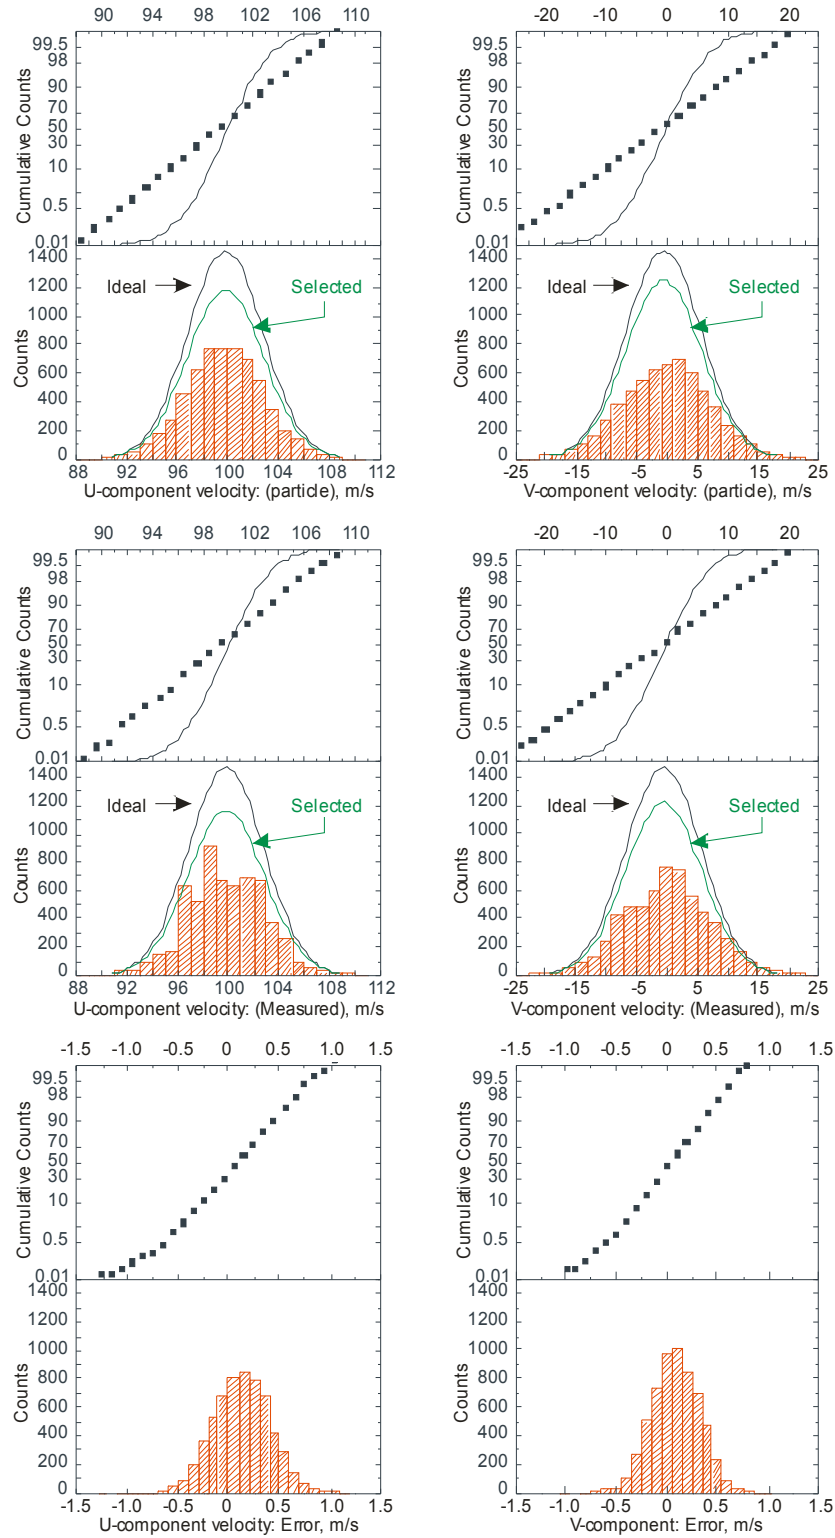 90 94 98 102 106 110
99.5
98
90
70
50
30
10
0.5
0.01
Cumulative Counts
1400
1200
1000
800
600
400
200
0
Counts
Ideal
Selected
88 92 96 100 104 108 112
U-component velocity: (particle), m/s
-20 -10 0 10 20
99.5
98
90
70
50
30
10
0.5
0.01
Cumulative Counts
1400
1200
1000
800
600
400
200
0
Counts
Ideal
Selected
-25 -15 -5 5 15 25
V-component velocity: (particle), m/s
90 94 98 102 106 110
99.5
98
90
70
50
30
10
0.5
0.01
Cumulative Counts
1400
1200
1000
800
600
400
200
0
Counts
Ideal
Selected
88 92 96 100 104 108 112
U-component velocity: (Measured), m/s
-20 -10 0 10 20
99.5
98
90
70
50
30
10
0.5
0.01
Cumulative Counts
1400
1200
1000
800
600
400
200
0
Counts
Ideal
Selected
-25 -15 -5 5 15 25
V-component velocity: (Measured), m/s
-1.5 -1.0 -0.5 0 0.5 1.0 1.5
99.5
98
90
70
50
30
10
0.5
0.01
Cumulative Counts
1400
1200
1000
800
600
400
200
0
Counts
-1.5 -1.0 -0.5 0 0.5 1.0 1.5
U-component velocity: Error, m/s
-1.5 -1.0 -0.5 0 0.5 1.0 1.5
99.5
98
90
70
50
30
10
0.5
0.01
Cumulative Counts
1400
1200
1000
800
600
400
200
0
Counts
-1.5 -1.0 -0.5 0 0.5 1.0 1.5
V-component: Error, m/s